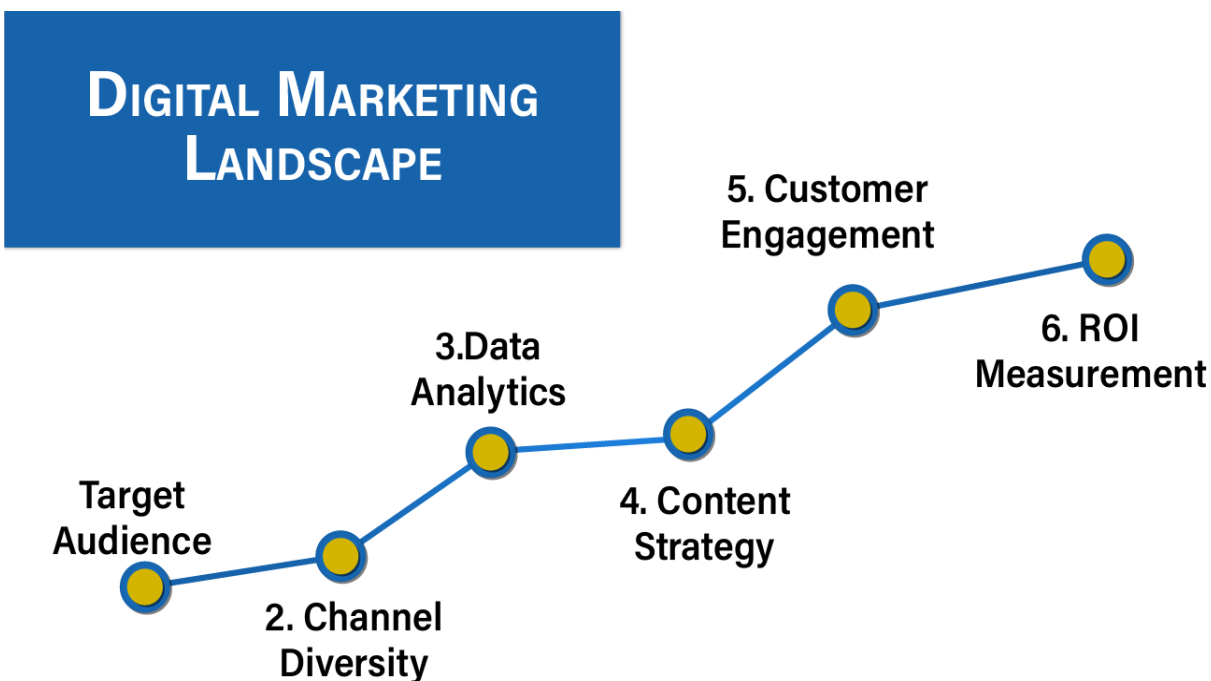 Digital Marketing
Landscape
Target
Audience
2. Channel
Diversity
3.Data
Analytics
4. Content
Strategy
5. Customer
Engagement
6. ROI
Measurement